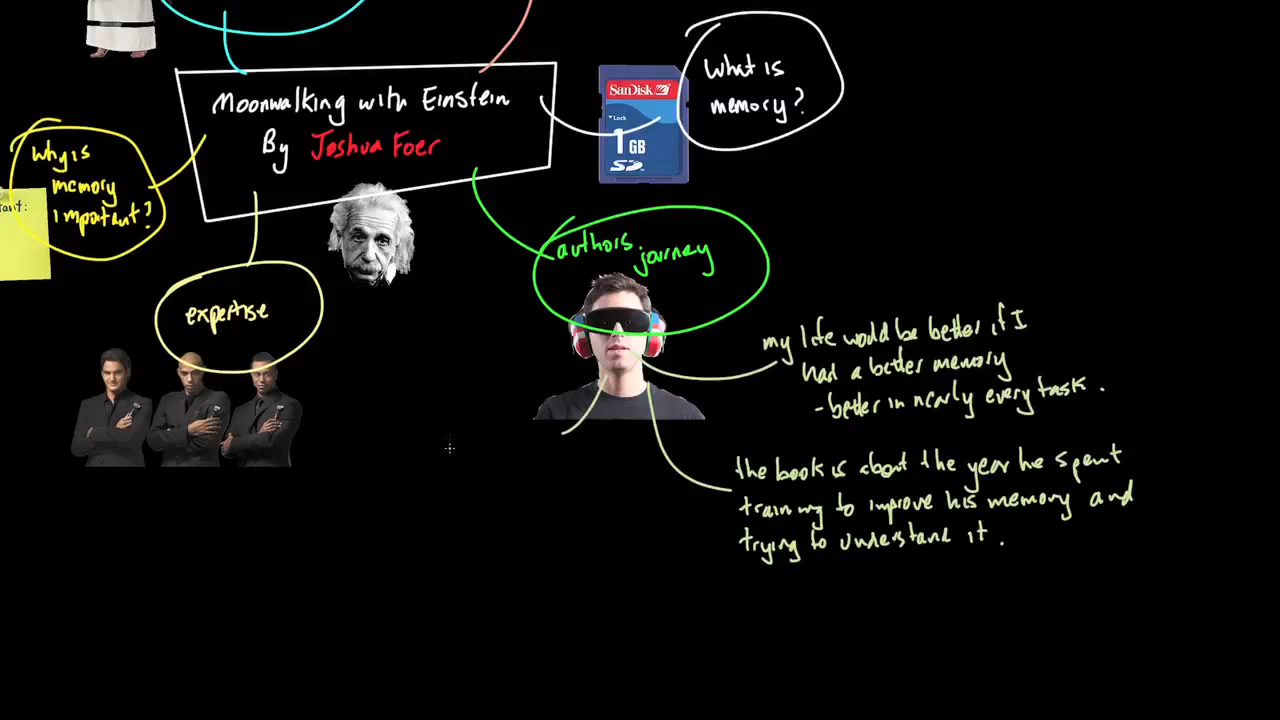 Moonwalking with Einstein
By Joshua Foer
What is
memory?
SanDisk
Lock
1 GB
SD
why is
memory
important?
tant:
authors journey
expertise
my life would be better if I
had a better memory
- better in nearly every task.
the book is about the year he spent
training to improve his memory and
trying to understand it.